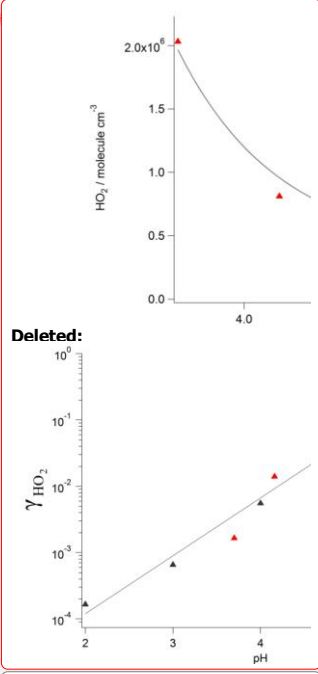 2.0x10⁶
1.5
1.0
0.5
0.0
HO₂ / molecule cm⁻³
4.0
Deleted:
10⁰
10⁻¹
10⁻²
10⁻³
10⁻⁴
γ HO₂
2 3 4
pH